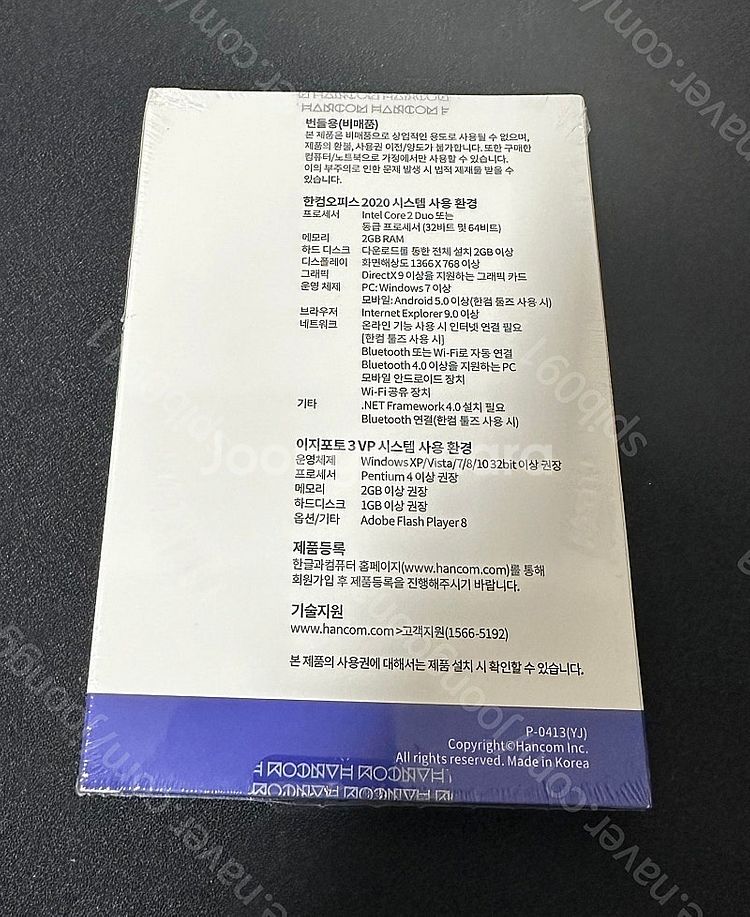 HANCOM HANCOM
번들용(비매품)
본 제품은 비매품으로 상업적인 용도로 사용될 수 없으며,
제품의 환불, 사용권 이전/양도가 불가합니다. 또한 구매한
컴퓨터/노트북으로 가정에서만 사용할 수 있습니다.
이의 부주의로 인한 문제 발생 시 법적 제재를 받을 수
있습니다.
한컴오피스 2020 시스템 사용 환경
프로세서 Intel Core 2 Duo 또는
동급 프로세서 (32비트 및 64비트)
메모리 2GB RAM
하드 디스크 다운로드를 통한 전체 설치 2GB 이상
디스플레이 화면해상도 1366 X 768 이상
그래픽 DirectX 9 이상을 지원하는 그래픽 카드
운영 체제 PC: Windows 7 이상
모바일: Android 5.0 이상(한컴 툴즈 사용 시)
브라우저 Internet Explorer 9.0 이상
네트워크 온라인 기능 사용 시 인터넷 연결 필요
[한컴 툴즈 사용 시]
Bluetooth 또는 Wi-Fi로 자동 연결
Bluetooth 4.0 이상을 지원하는 PC
모바일 안드로이드 장치
Wi-Fi 공유 장치
기타 .NET Framework 4.0 설치 필요
Bluetooth 연결(한컴 툴즈 사용 시)
이지포토 3 VP 시스템 사용 환경
운영체제 Windows XP/Vista/7/8/10 32bit 이상 권장
프로세서 Pentium 4 이상 권장
메모리 2GB 이상 권장
하드디스크 1GB 이상 권장
옵션/기타 Adobe Flash Player 8
제품등록
한글과컴퓨터 홈페이지(www.hancom.com)를 통해
회원가입 후 제품등록을 진행해주시기 바랍니다.
기술지원
www.hancom.com>고객지원(1566-5192)
본 제품의 사용권에 대해서는 제품 설치 시 확인할 수 있습니다.
P-0413(YJ)
Copyright©Hancom Inc.
All rights reserved. Made in Korea
HANCOM HANCOM HANCOM